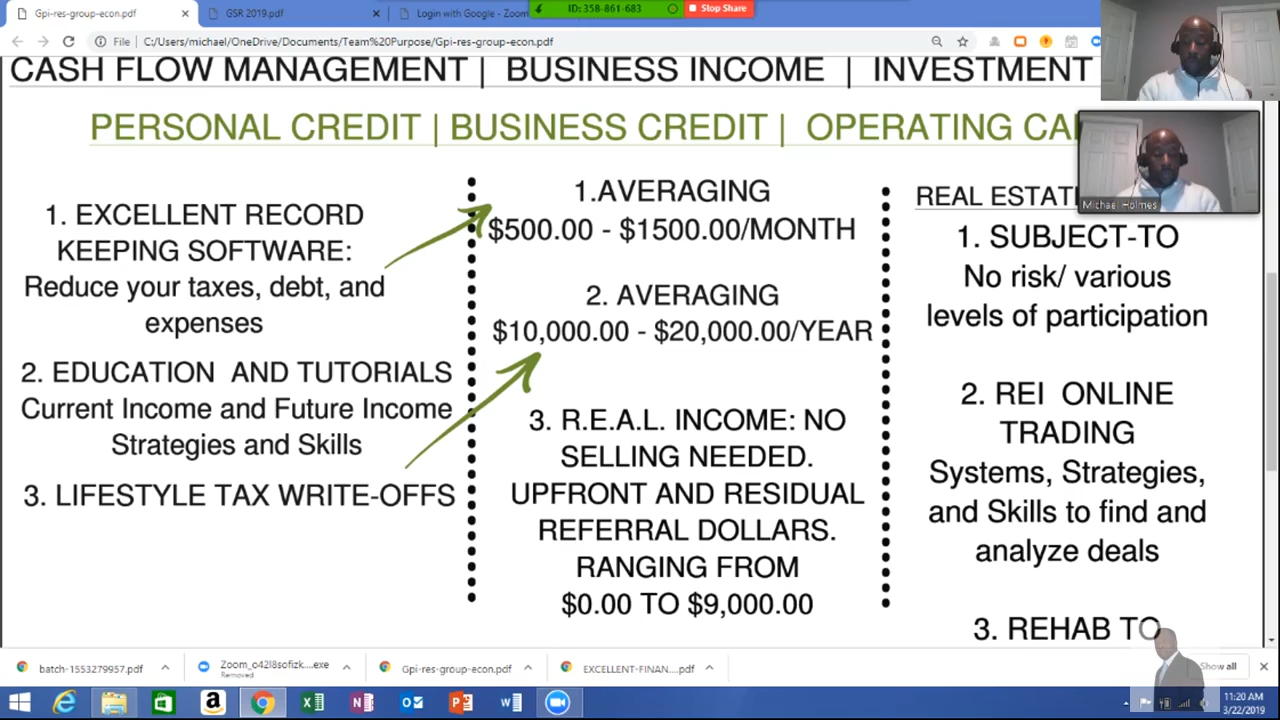 Gpi-res-group-econ.pdf
GSR 2019.pdf
Login with Google - Zoom
ID: 358-861-683
Stop Share
File
C:/Users/michael/OneDrive/Documents/Team%20Purpose/Gpi-res-group-econ.pdf
CASH FLOW MANAGEMENT | BUSINESS INCOME | INVESTMENT
PERSONAL CREDIT | BUSINESS CREDIT | OPERATING CA
Michael Holmes
1. EXCELLENT RECORD
KEEPING SOFTWARE:
Reduce your taxes, debt, and
expenses
2. EDUCATION AND TUTORIALS
Current Income and Future Income
Strategies and Skills
3. LIFESTYLE TAX WRITE-OFFS
1.AVERAGING
$500.00 - $1500.00/MONTH
2. AVERAGING
$10,000.00 - $20,000.00/YEAR
3. R.E.A.L. INCOME: NO
SELLING NEEDED.
UPFRONT AND RESIDUAL
REFERRAL DOLLARS.
RANGING FROM
$0.00 TO $9,000.00
REAL ESTAT
1. SUBJECT-TO
No risk/ various
levels of participation
2. REI ONLINE
TRADING
Systems, Strategies,
and Skills to find and
analyze deals
3. REHAB TO
batch-1553279957.pdf
Zoom_o42l8sofizk....exe
Removed
Gpi-res-group-econ.pdf
EXCELLENT-FINAN....pdf
Show all
11:20 AM
3/22/2019